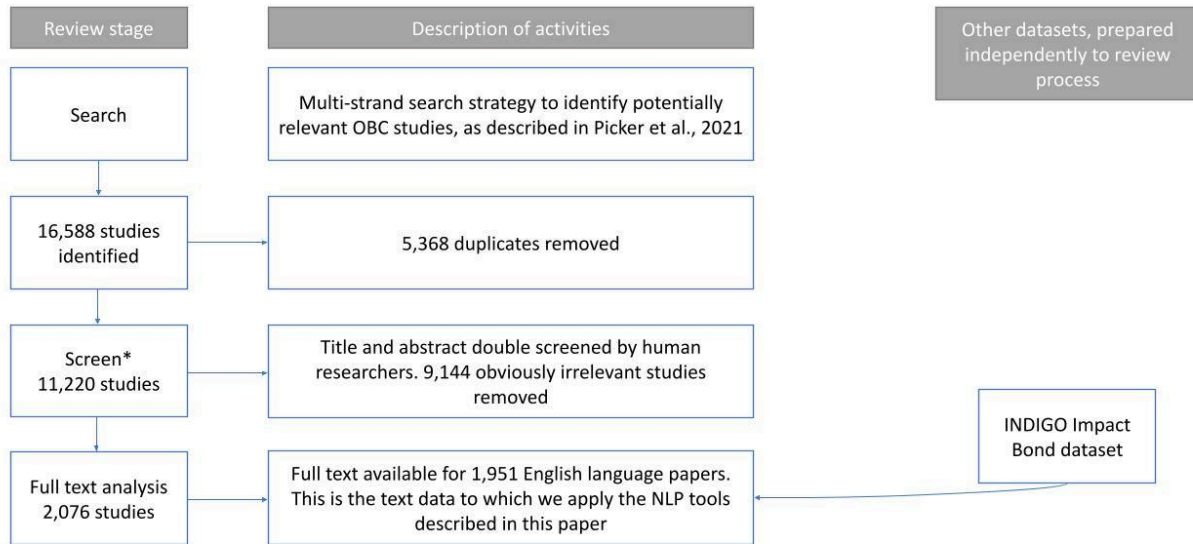 Review stage
Description of activities
Other datasets, prepared
independently to review
process
Search
Multi-strand search strategy to identify potentially
relevant OBC studies, as described in Picker et al., 2021
16,588 studies
identified
5,368 duplicates removed
Screen*
11,220 studies
Title and abstract double screened by human
researchers. 9,144 obviously irrelevant studies
removed
INDIGO Impact
Bond dataset
Full text analysis
2,076 studies
Full text available for 1,951 English language papers.
This is the text data to which we apply the NLP tools
described in this paper